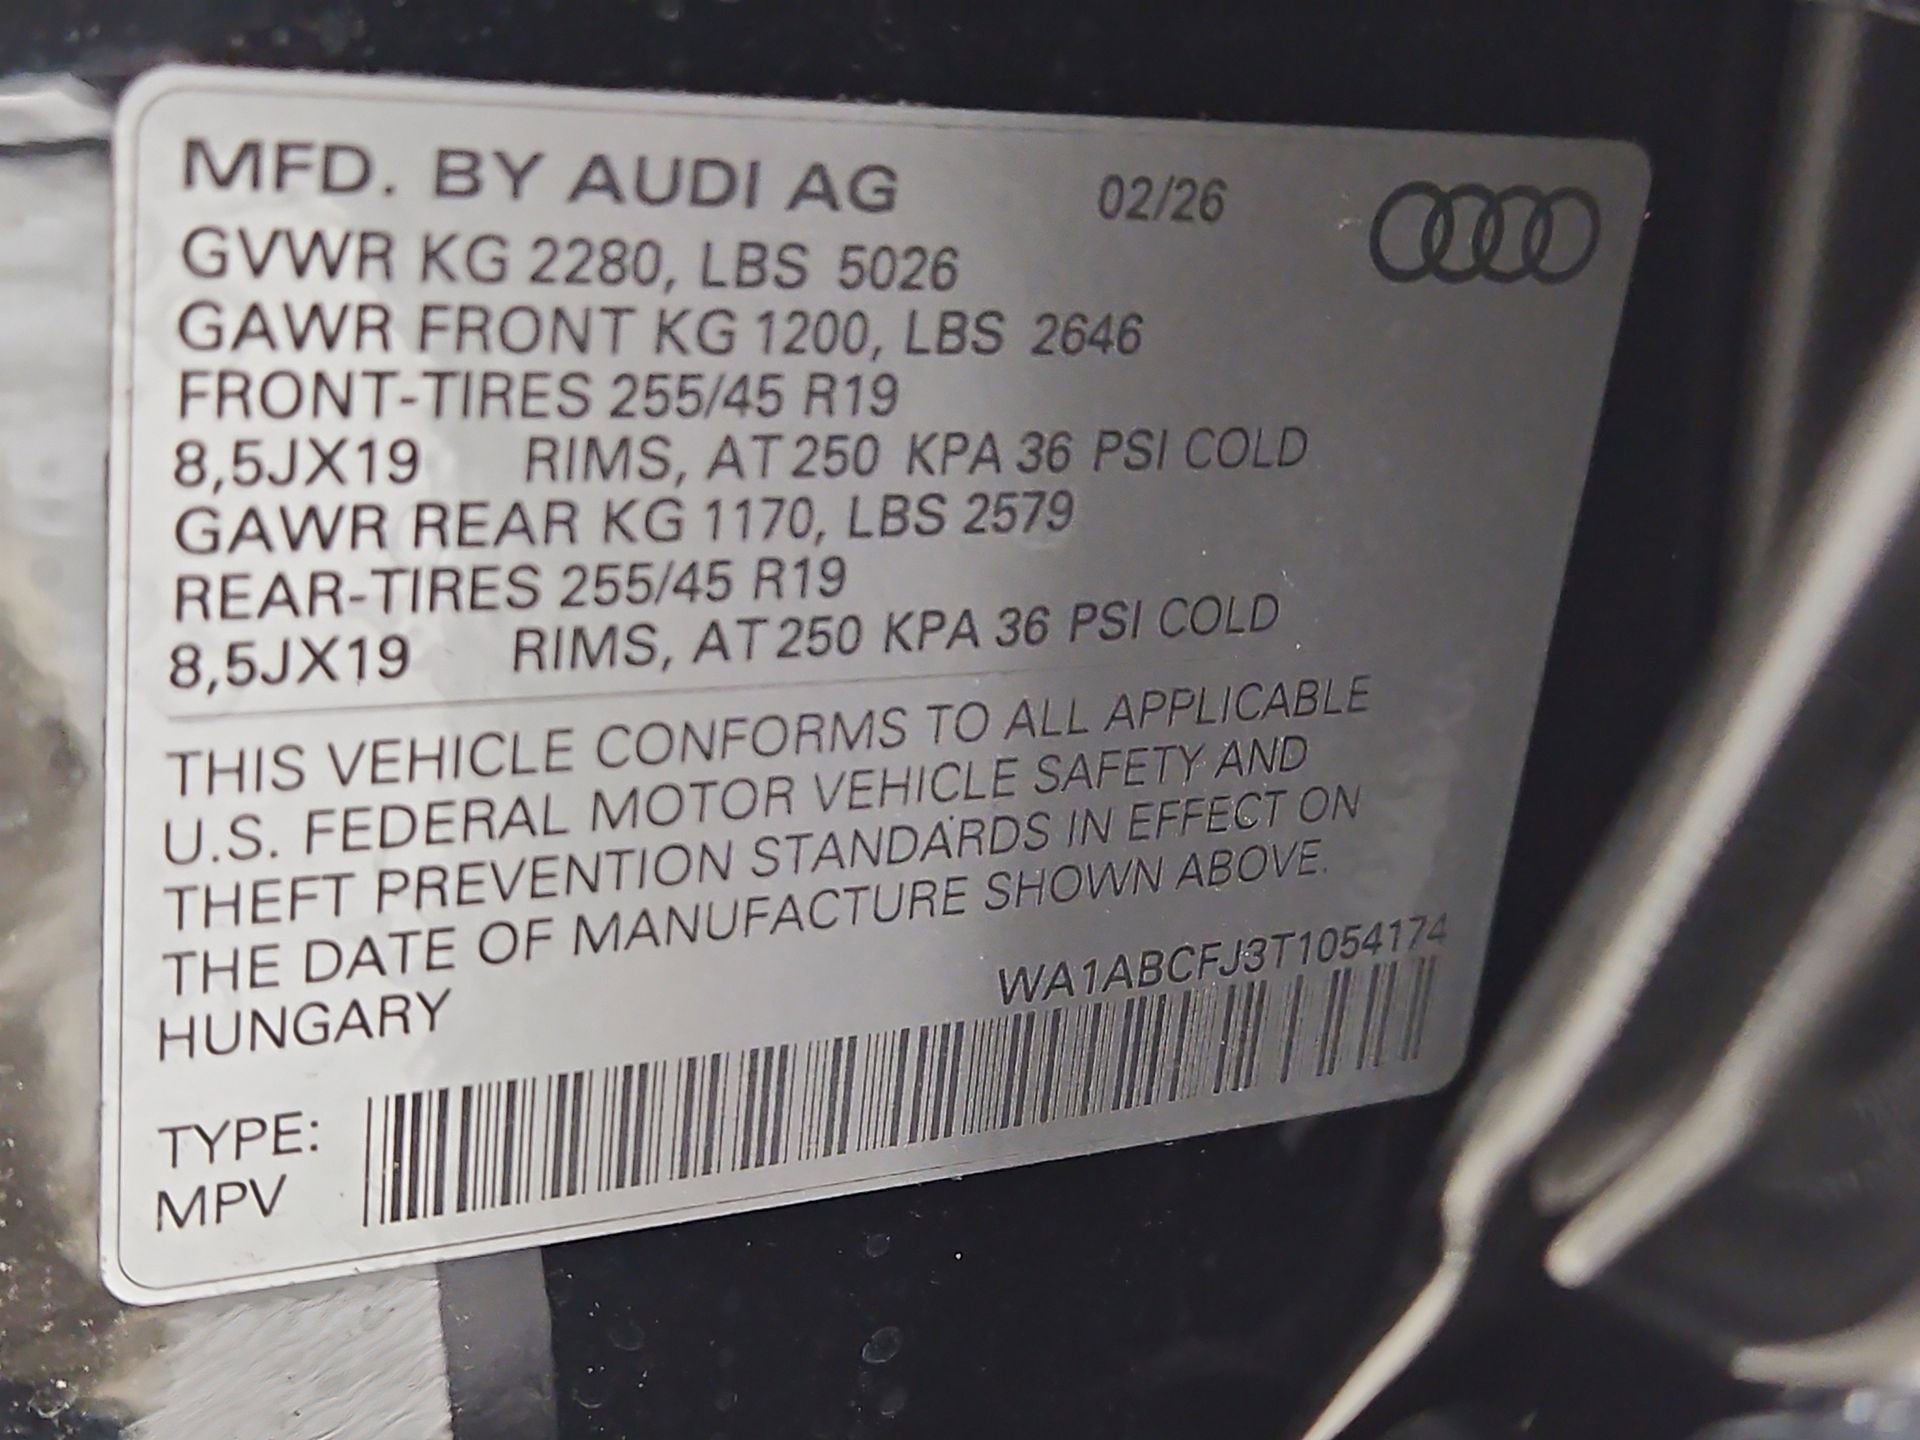 MFD. BY AUDI AG 02/26
GVWR KG 2280, LBS 5026
GAWR FRONT KG 1200, LBS 2646
FRONT-TIRES 255/45 R19
8,5JX19 RIMS, AT 250 KPA 36 PSI COLD
GAWR REAR KG 1170, LBS 2579
REAR-TIRES 255/45 R19
8,5JX19 RIMS, AT 250 KPA 36 PSI COLD
THIS VEHICLE CONFORMS TO ALL APPLICABLE
U.S. FEDERAL MOTOR VEHICLE SAFETY AND
THEFT PREVENTION STANDARDS IN EFFECT ON
THE DATE OF MANUFACTURE SHOWN ABOVE.
HUNGARY
WA1ABCFJ3T1054174
TYPE:
MPV